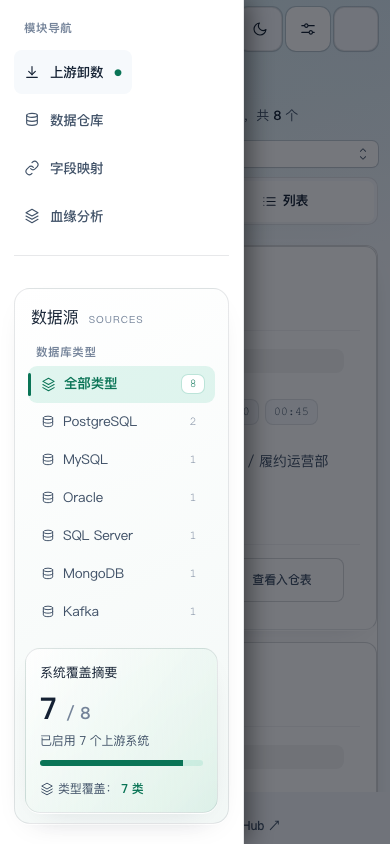 模块导航
上游卸数
数据仓库
字段映射
血缘分析
数据源 SOURCES
数据库类型
全部类型 8
PostgreSQL 2
MySQL 1
Oracle 1
SQL Server 1
MongoDB 1
Kafka 1
系统覆盖摘要
7 / 8
已启用 7 个上游系统
类型覆盖： 7 类
，共 8 个
列表
00:45
/ 履约运营部
查看入仓表
Hub ↗